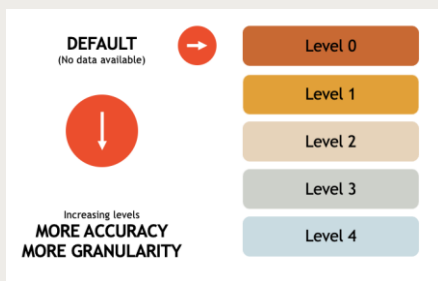 DEFAULT
(No data available)
Level 0
Level 1
Level 2
Level 3
Level 4
Increasing levels
MORE ACCURACY
MORE GRANULARITY